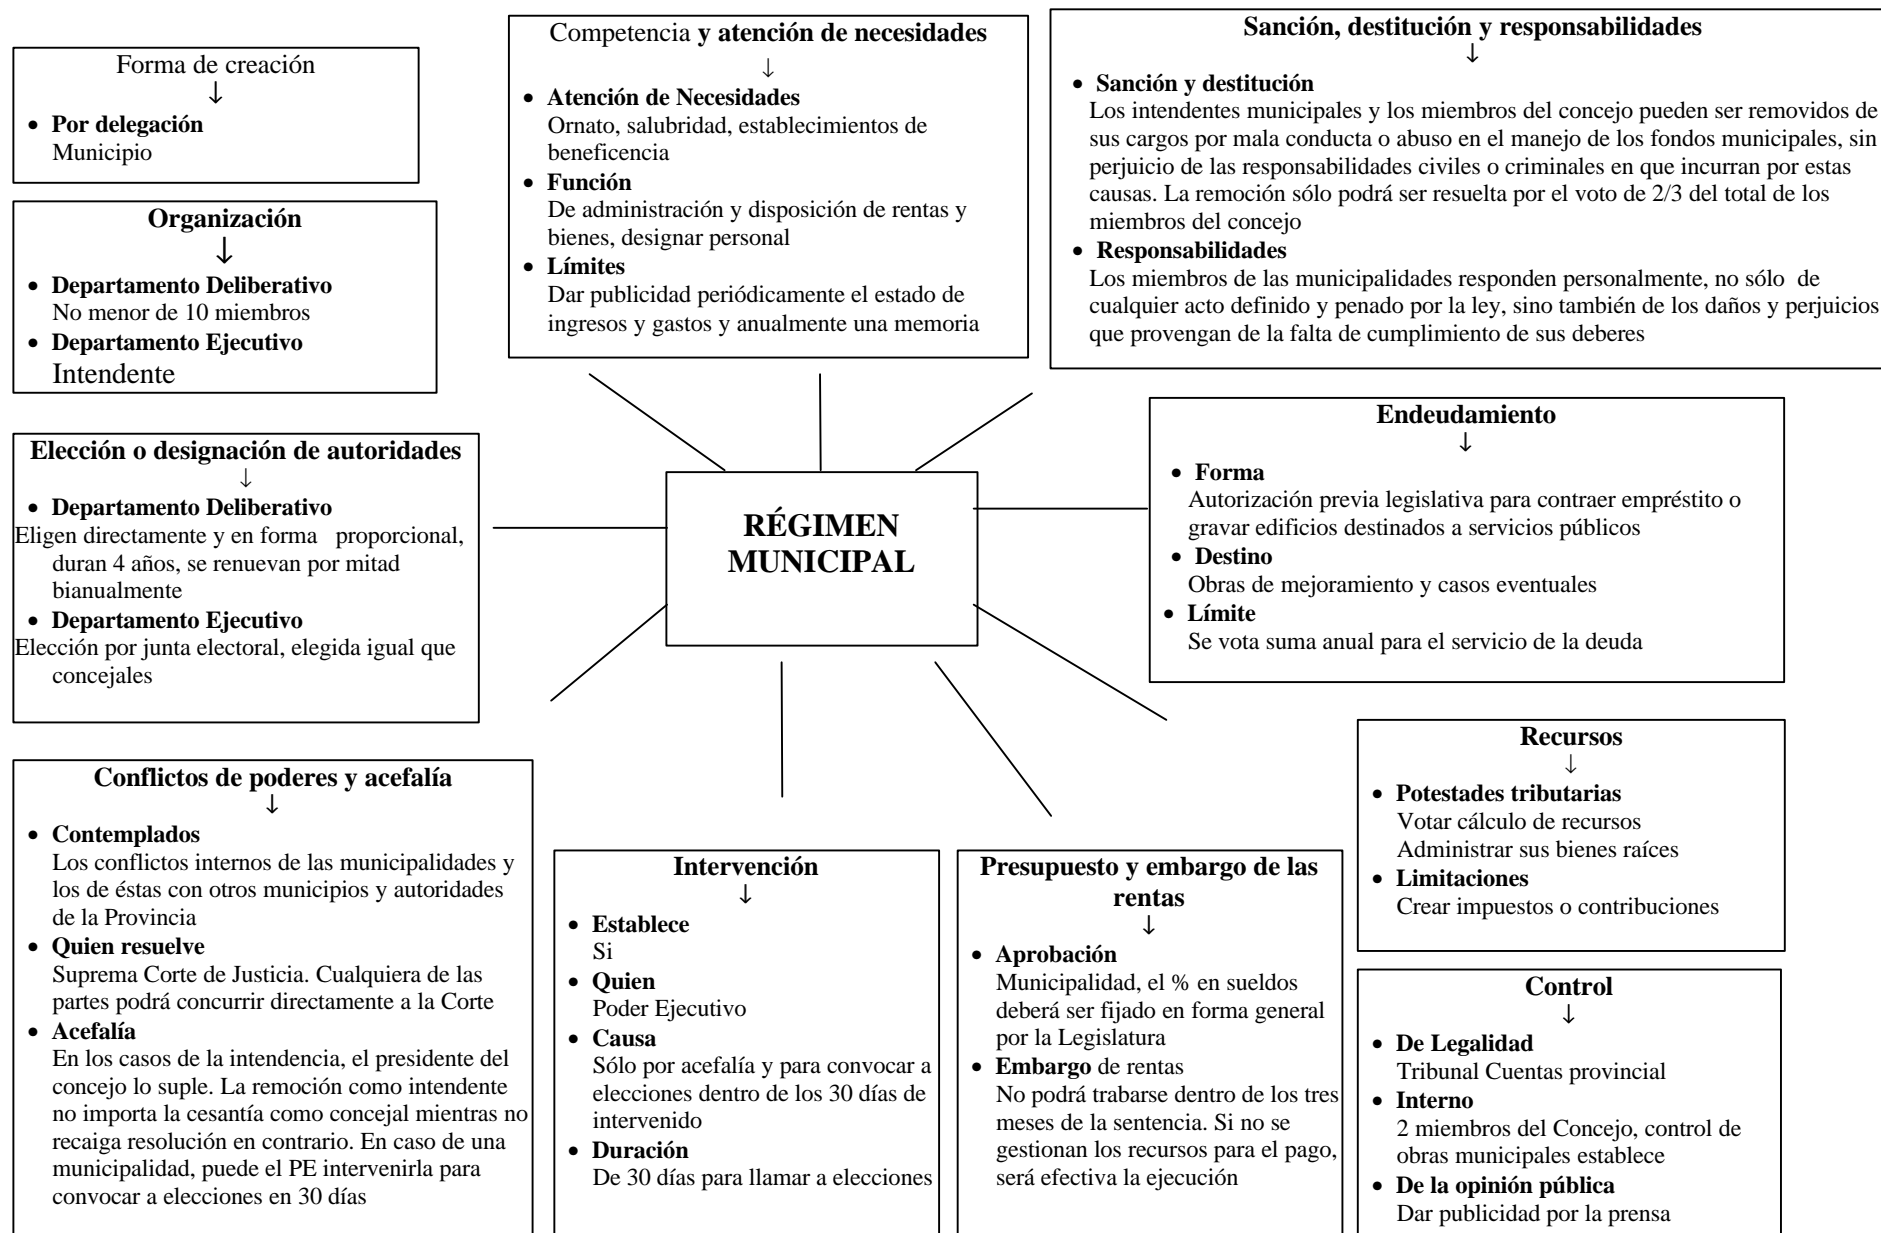 Forma de creación
↓
• Por delegación
Municipio
Organización
↓
• Departamento Deliberativo
No menor de 10 miembros
• Departamento Ejecutivo
Intendente
Elección o designación de autoridades
↓
• Departamento Deliberativo
Eligen directamente y en forma proporcional,
duran 4 años, se renuevan por mitad
bianualmente
• Departamento Ejecutivo
Elección por junta electoral, elegida igual que
concejales
Competencia y atención de necesidades
↓
• Atención de Necesidades
Ornato, salubridad, establecimientos de
beneficencia
• Función
De administración y disposición de rentas y
bienes, designar personal
• Límites
Dar publicidad periódicamente el estado de
ingresos y gastos y anualmente una memoria
Sanción, destitución y responsabilidades
↓
• Sanción y destitución
Los intendentes municipales y los miembros del concejo pueden ser removidos de
sus cargos por mala conducta o abuso en el manejo de los fondos municipales, sin
perjuicio de las responsabilidades civiles o criminales en que incurran por estas
causas. La remoción sólo podrá ser resuelta por el voto de 2/3 del total de los
miembros del concejo
• Responsabilidades
Los miembros de las municipalidades responden personalmente, no sólo de
cualquier acto definido y penado por la ley, sino también de los daños y perjuicios
que provengan de la falta de cumplimiento de sus deberes
RÉGIMEN
MUNICIPAL
Endeudamiento
↓
• Forma
Autorización previa legislativa para contraer empréstito o
gravar edificios destinados a servicios públicos
• Destino
Obras de mejoramiento y casos eventuales
• Límite
Se vota suma anual para el servicio de la deuda
Conflictos de poderes y acefalía
↓
• Contemplados
Los conflictos internos de las municipalidades y
los de éstas con otros municipios y autoridades
de la Provincia
• Quien resuelve
Suprema Corte de Justicia. Cualquiera de las
partes podrá concurrir directamente a la Corte
• Acefalía
En los casos de la intendencia, el presidente del
concejo lo suple. La remoción como intendente
no importa la cesantía como concejal mientras no
recaiga resolución en contrario. En caso de una
municipalidad, puede el PE intervenirla para
convocar a elecciones en 30 días
Intervención
↓
• Establece
Si
• Quien
Poder Ejecutivo
• Causa
Sólo por acefalía y para convocar a
elecciones dentro de los 30 días de
intervenido
• Duración
De 30 días para llamar a elecciones
Presupuesto y embargo de las
rentas
↓
• Aprobación
Municipalidad, el % en sueldos
deberá ser fijado en forma general
por la Legislatura
• Embargo de rentas
No podrá trabarse dentro de los tres
meses de la sentencia. Si no se
gestionan los recursos para el pago,
será efectiva la ejecución
Recursos
↓
• Potestades tributarias
Votar cálculo de recursos
Administrar sus bienes raíces
• Limitaciones
Crear impuestos o contribuciones
Control
↓
• De Legalidad
Tribunal Cuentas provincial
• Interno
2 miembros del Concejo, control de
obras municipales establece
• De la opinión pública
Dar publicidad por la prensa